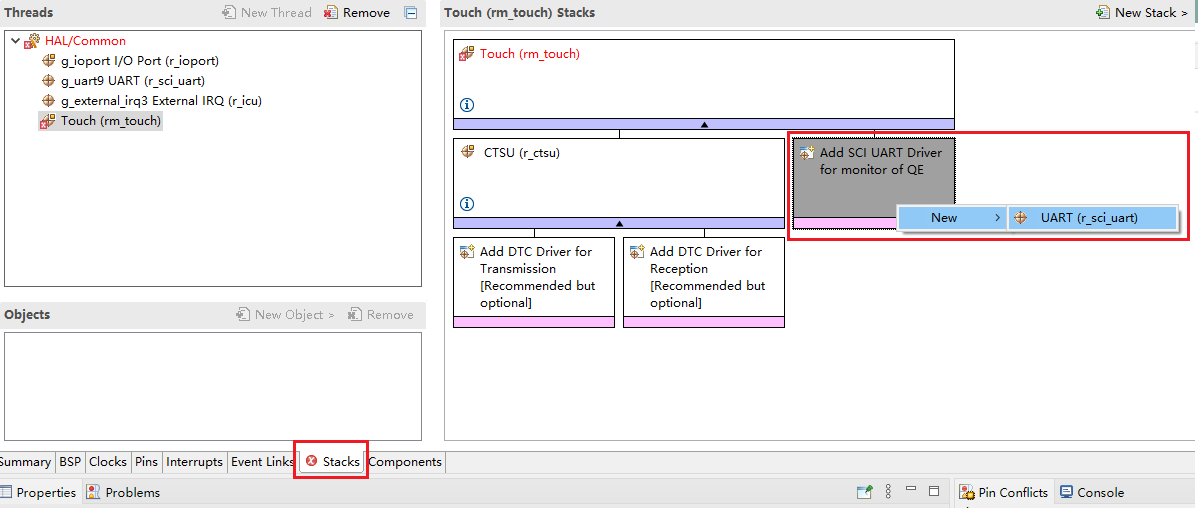 Threads
New Thread
Remove
HAL/Common
g_ioport I/O Port (r_ioport)
g_uart9 UART (r_sci_uart)
g_external_irq3 External IRQ (r_icu)
Touch (rm_touch)
Objects
New Object >
Remove
Touch (rm_touch) Stacks
New Stack >
Touch (rm_touch)
CTSU (r_ctsu)
Add SCI UART Driver
for monitor of QE
New >
UART (r_sci_uart)
Add DTC Driver for
Transmission
[Recommended but
optional]
Add DTC Driver for
Reception
[Recommended but
optional]
Summary
BSP
Clocks
Pins
Interrupts
Event Links
Stacks
Components
Properties
Problems
Pin Conflicts
Console